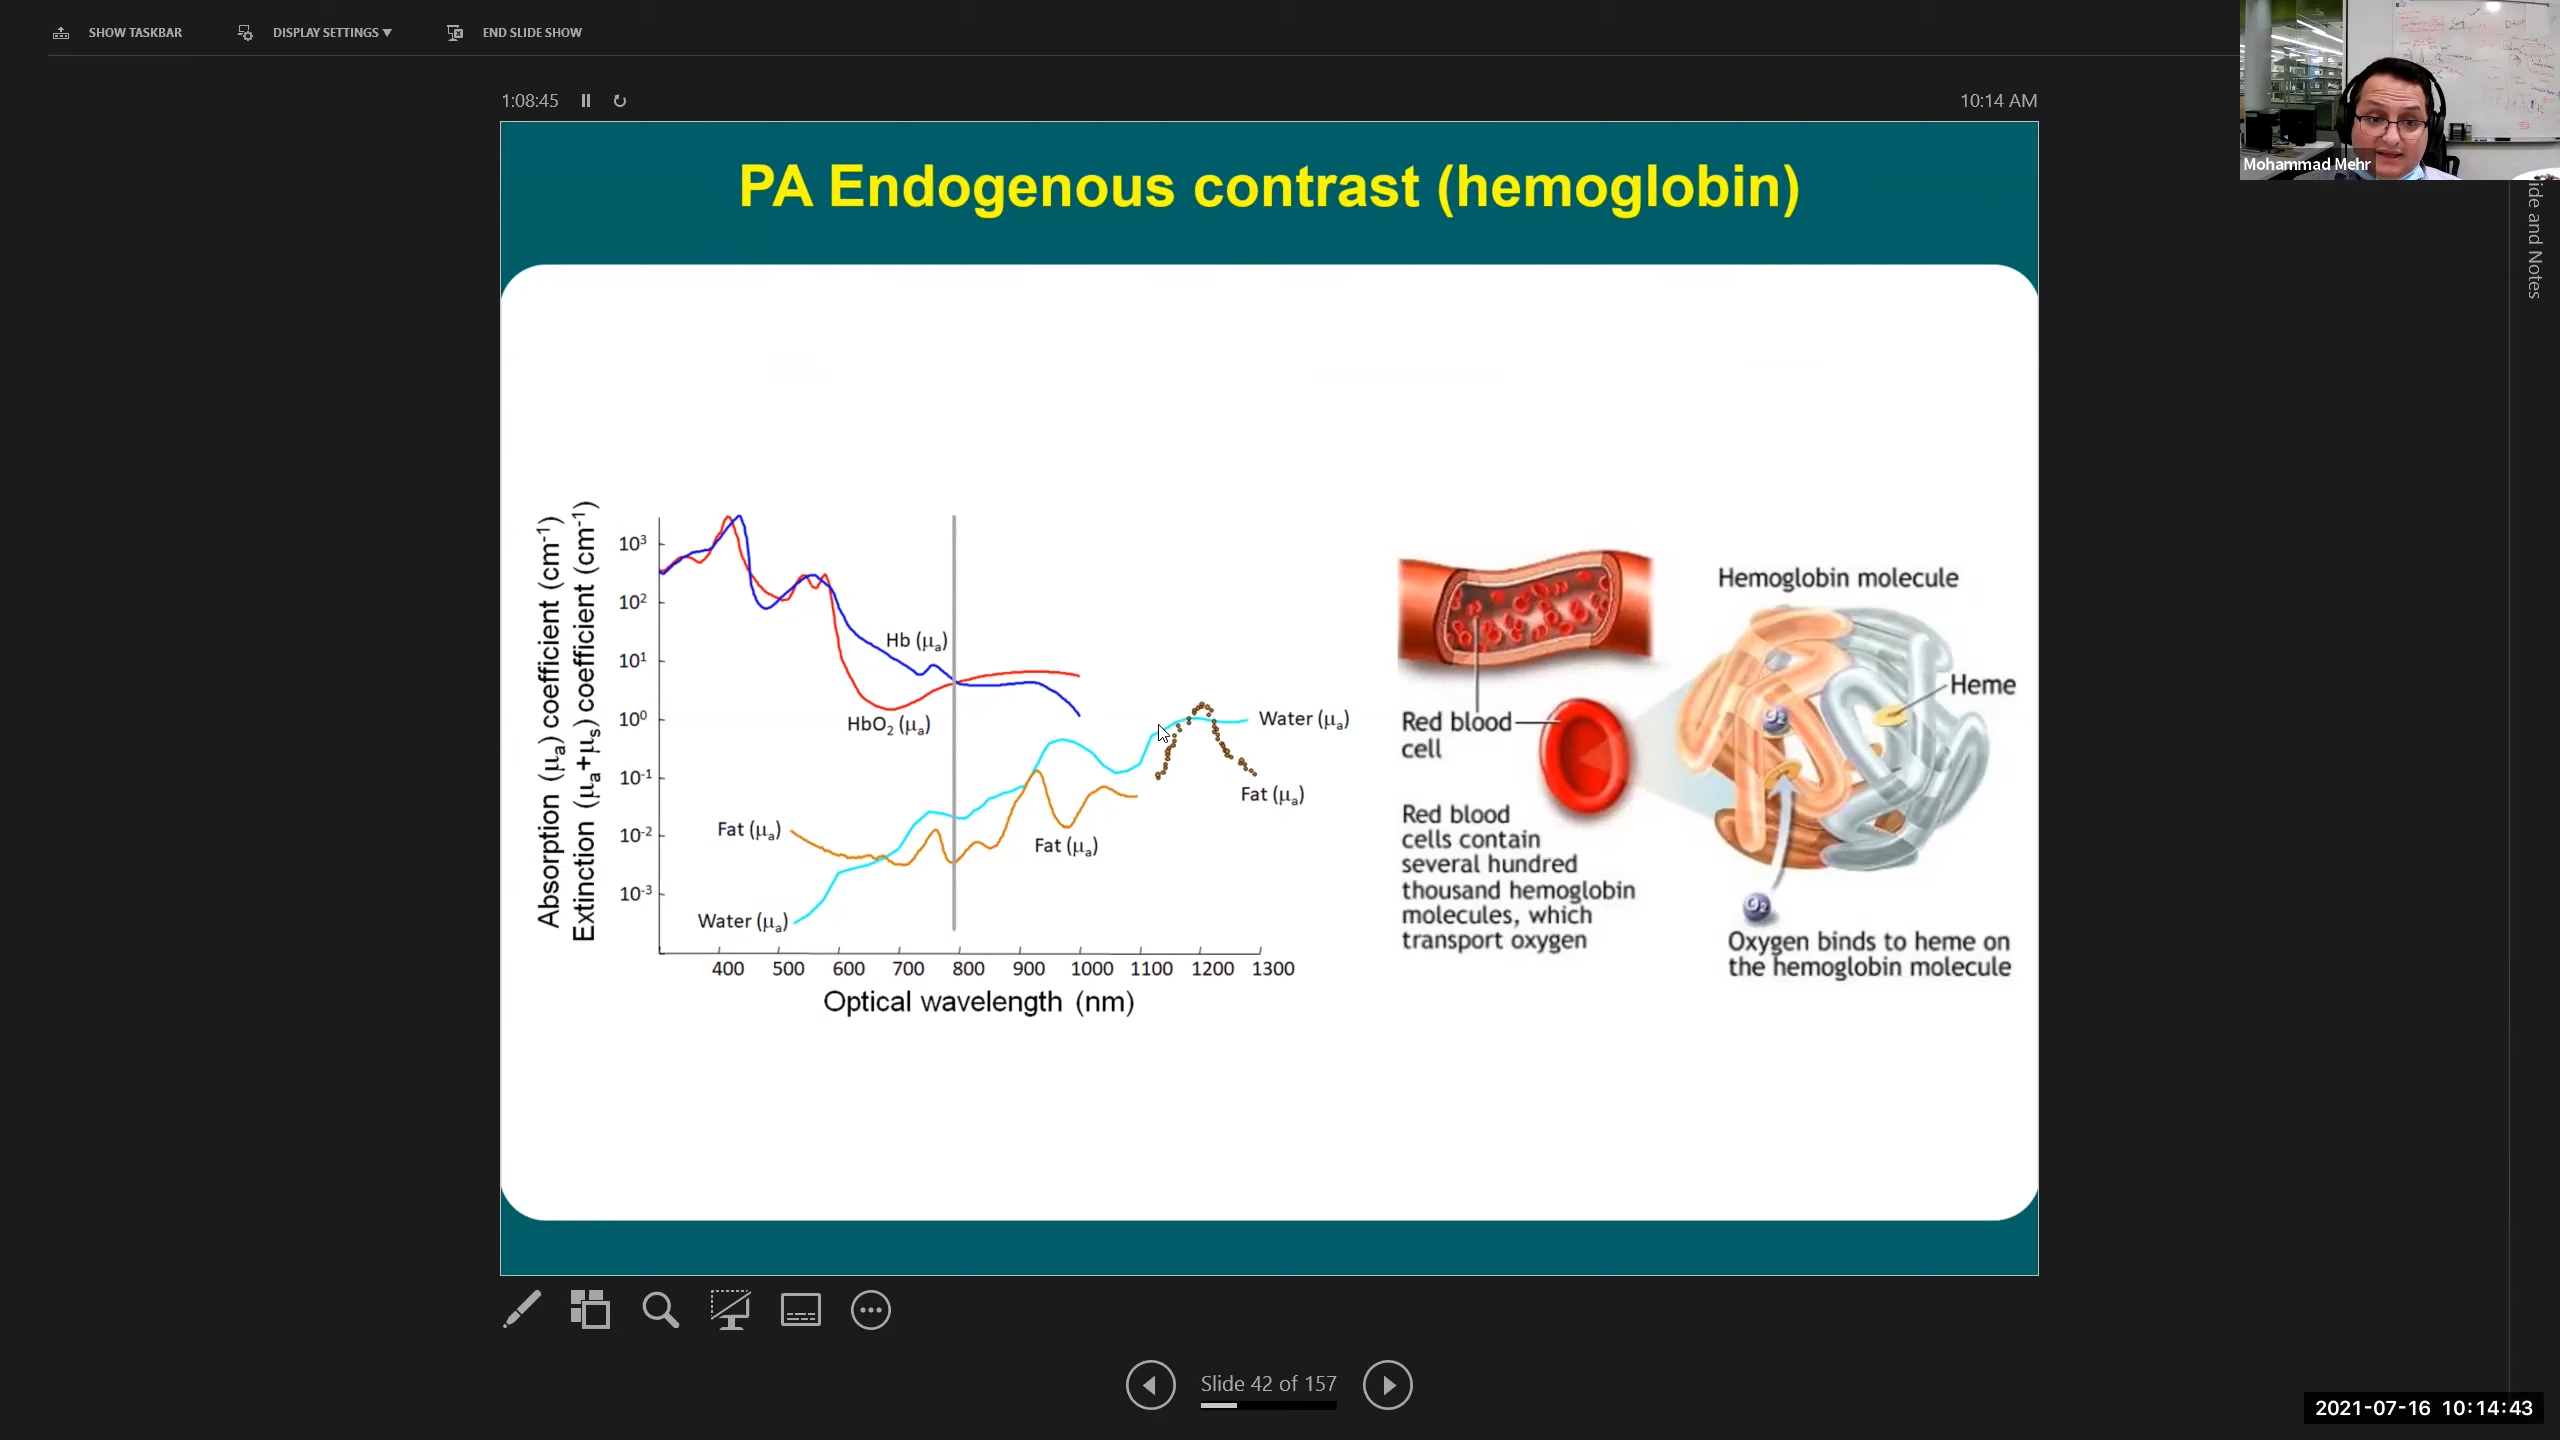 SHOW TASKBAR
DISPLAY SETTINGS ▼
END SLIDE SHOW
1:08:45
10:14 AM
Mohammad Mehr
ide and Notes
PA Endogenous contrast (hemoglobin)
Absorption (μa) coefficient (cm-1)
Extinction (μa+μs) coefficient (cm-1)
10³
10²
10¹
10⁰
10⁻¹
10⁻²
10⁻³
Hb (μa)
HbO₂ (μa)
Water (μa)
Fat (μa)
Fat (μa)
Fat (μa)
Water (μa)
400 500 600 700 800 900 1000 1100 1200 1300
Optical wavelength (nm)
Hemoglobin molecule
Heme
Red blood
cell
O₂
Red blood
cells contain
several hundred
thousand hemoglobin
molecules, which
transport oxygen
O₂
Oxygen binds to heme on
the hemoglobin molecule
Slide 42 of 157
2021-07-16 10:14:43